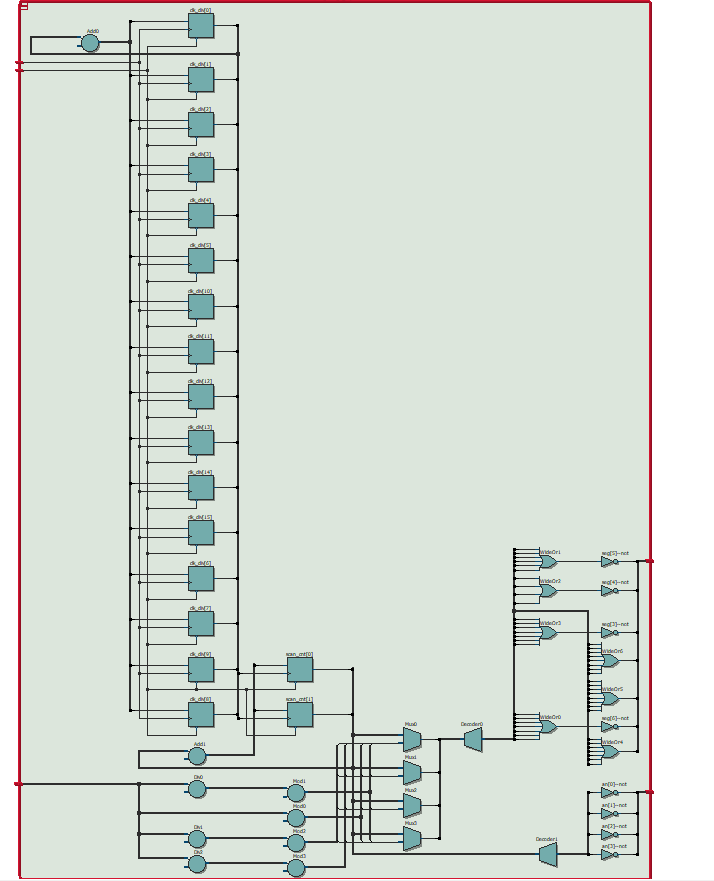 clk_div[0]
Add0
clk_div[1]
clk_div[2]
clk_div[3]
clk_div[4]
clk_div[5]
clk_div[10]
clk_div[11]
clk_div[12]
clk_div[13]
clk_div[14]
clk_div[15]
WideOr1
seg[5]~not
clk_div[6]
WideOr2
seg[4]~not
clk_div[7]
WideOr3
seg[3]~not
clk_div[9]
scan_cnt[0]
WideOr6
WideOr5
clk_div[8]
scan_cnt[1]
WideOr0
seg[6]~not
Mux0
Decoder0
Add1
WideOr4
Mux1
Div0
Mod1
Mux2
an[0]~not
Mod0
an[1]~not
Div1
Mod2
Mux3
an[2]~not
Div2
Mod3
Decoder1
an[3]~not